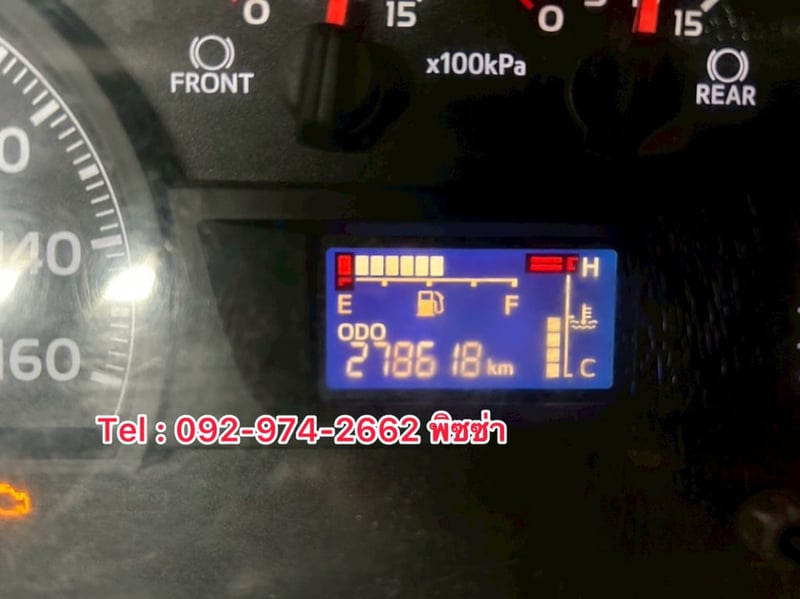 0 15
0 15
FRONT
x100kPa
REAR
140
160
H
E F
ODO
278618 km
C
Tel : 092-974-2662 พิซซ่า